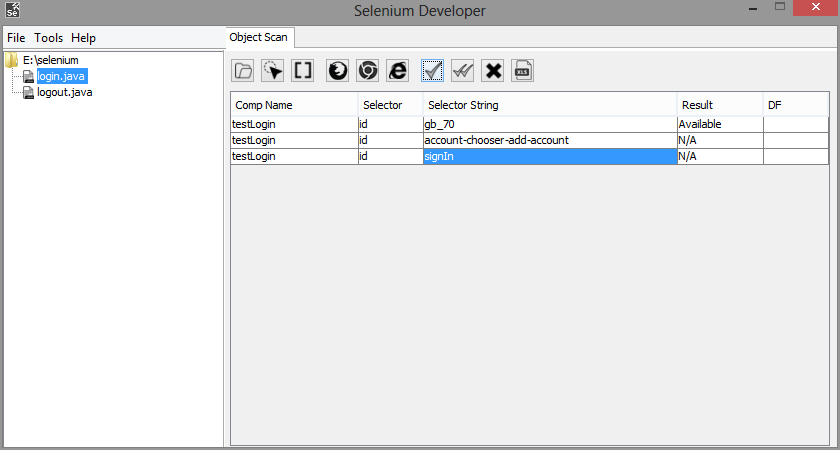 Se
Selenium Developer
File Tools Help
Object Scan
E:\selenium
login.java
logout.java
XLS
Comp Name Selector Selector String Result DF
testLogin id gb_70 Available
testLogin id account-chooser-add-account N/A
testLogin id signIn N/A